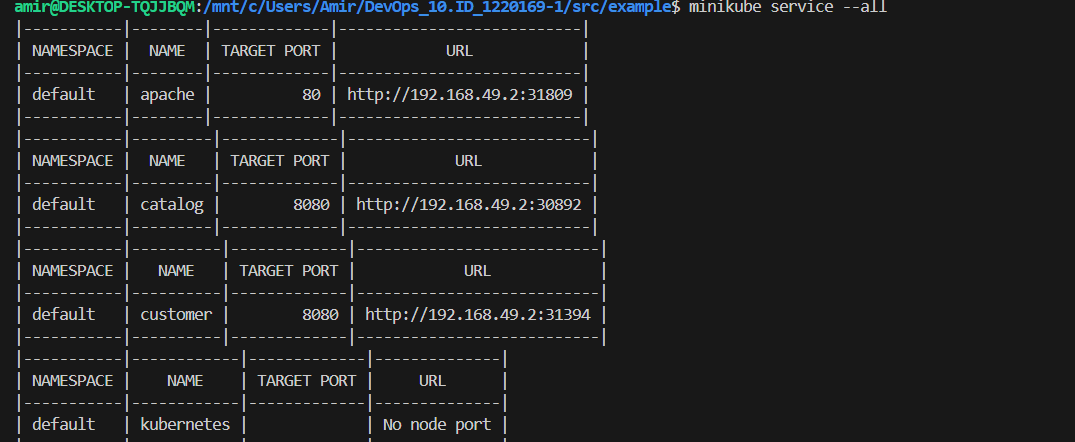 amir@DESKTOP-TQJJBQM:/mnt/c/Users/Amir/DevOps_10.ID_1220169-1/src/example$ minikube service --all
|-----------|--------|-------------|---------------------------|
| NAMESPACE |  NAME  | TARGET PORT |            URL            |
|-----------|--------|-------------|---------------------------|
| default   | apache |          80 | http://192.168.49.2:31809 |
|-----------|--------|-------------|---------------------------|
|-----------|---------|-------------|---------------------------|
| NAMESPACE |  NAME   | TARGET PORT |            URL            |
|-----------|---------|-------------|---------------------------|
| default   | catalog |        8080 | http://192.168.49.2:30892 |
|-----------|---------|-------------|---------------------------|
|-----------|----------|-------------|---------------------------|
| NAMESPACE |   NAME   | TARGET PORT |            URL            |
|-----------|----------|-------------|---------------------------|
| default   | customer |        8080 | http://192.168.49.2:31394 |
|-----------|----------|-------------|---------------------------|
|-----------|------------|-------------|--------------|
| NAMESPACE |    NAME    | TARGET PORT |     URL      |
|-----------|------------|-------------|--------------|
| default   | kubernetes |             | No node port |